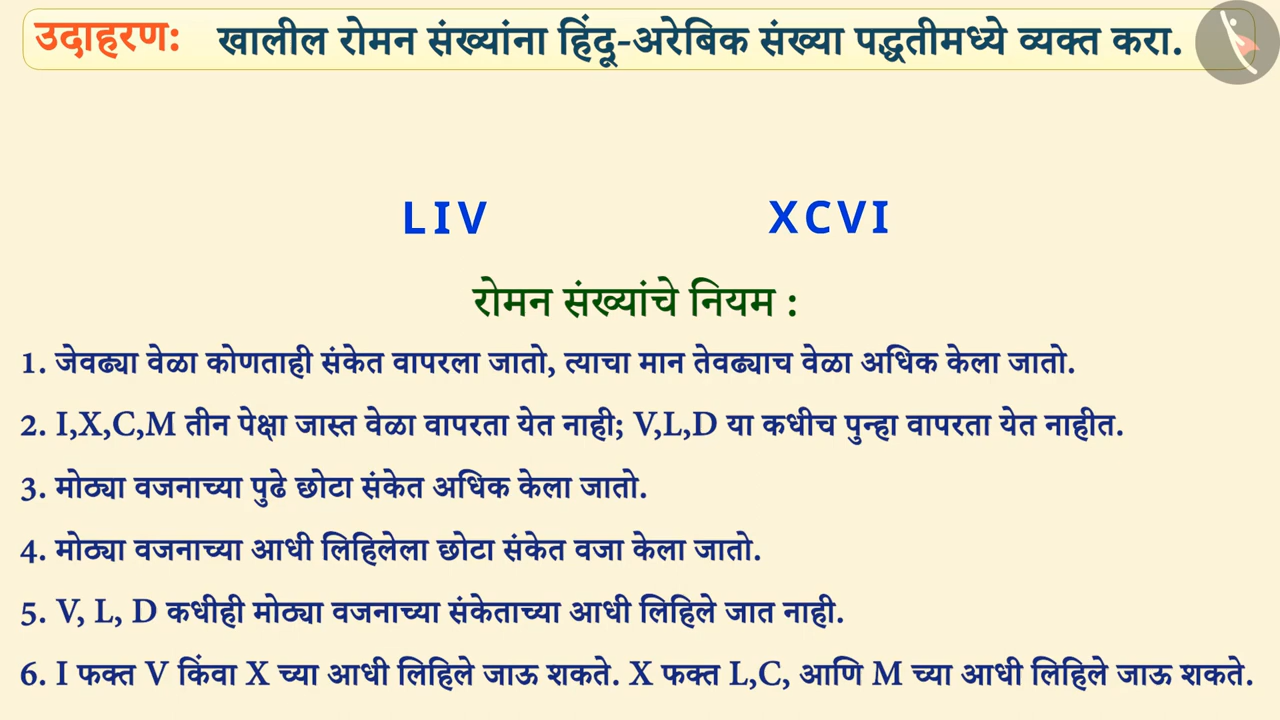 उदाहरण: खालील रोमन संख्यांना हिंदू-अरेबिक संख्या पद्धतीमध्ये व्यक्त करा.
LIV XCVI
रोमन संख्यांचे नियम :
1. जेवढ्या वेळा कोणताही संकेत वापरला जातो, त्याचा मान तेवढ्याच वेळा अधिक केला जातो.
2. I,X,C,M तीन पेक्षा जास्त वेळा वापरता येत नाही; V,L,D या कधीच पुन्हा वापरता येत नाहीत.
3. मोठ्या वजनाच्या पुढे छोटा संकेत अधिक केला जातो.
4. मोठ्या वजनाच्या आधी लिहिलेला छोटा संकेत वजा केला जातो.
5. V, L, D कधीही मोठ्या वजनाच्या संकेताच्या आधी लिहिले जात नाही.
6. I फक्त V किंवा X च्या आधी लिहिले जाऊ शकते. X फक्त L,C, आणि M च्या आधी लिहिले जाऊ शकते.